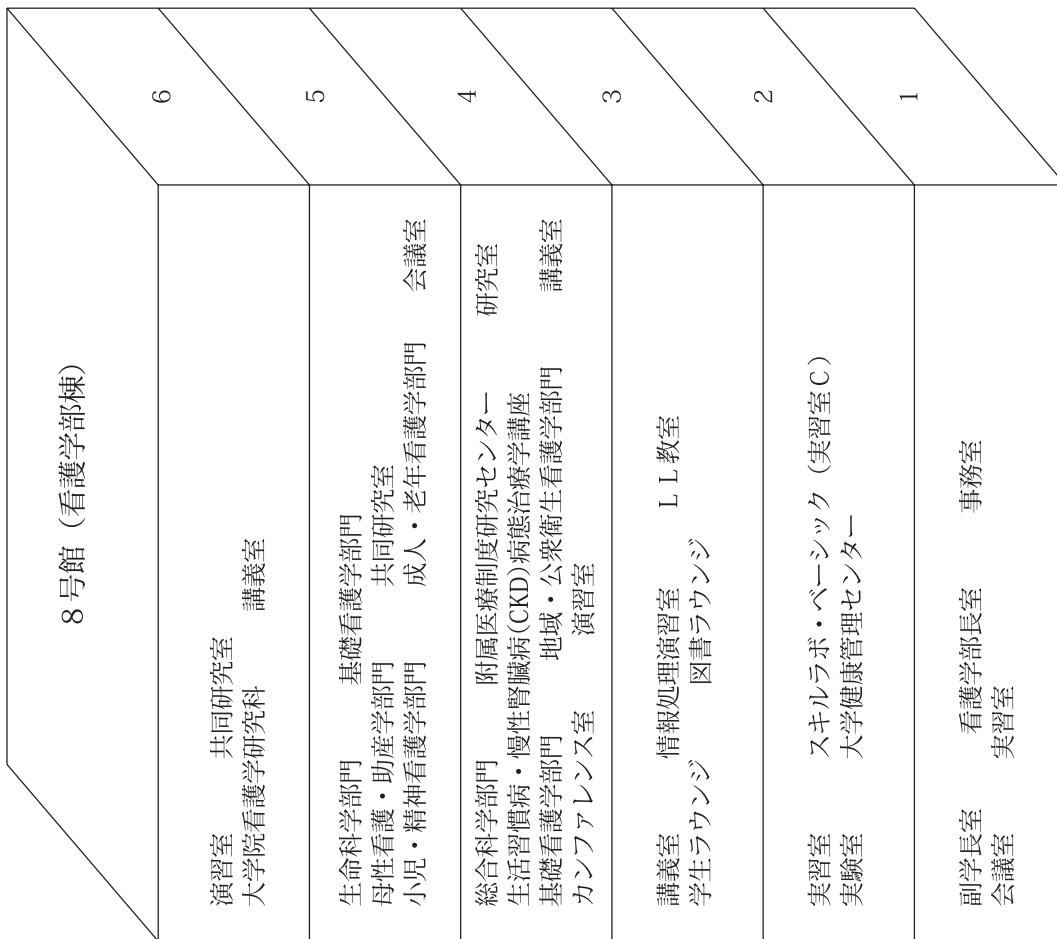 8号館（看護学部棟）
6
演習室 共同研究室
大学院看護学研究科 講義室
5
生命科学部門 基礎看護学部門
母性看護・助産学部門 共同研究室
小児・精神看護学部門 成人・老年看護学部門 会議室
4
総合科学部門 附属医療制度研究センター 研究室
生活習慣病・慢性腎臓病(CKD)病態治療学講座
基礎看護学部門 地域・公衆衛生看護学部門 講義室
カンファレンス室 演習室
3
講義室 情報処理演習室 ＬＬ教室
学生ラウンジ 図書ラウンジ
2
実習室 スキルラボ・ベーシック（実習室C）
実験室 大学健康管理センター
1
副学長室 看護学部長室 事務室
会議室 実習室